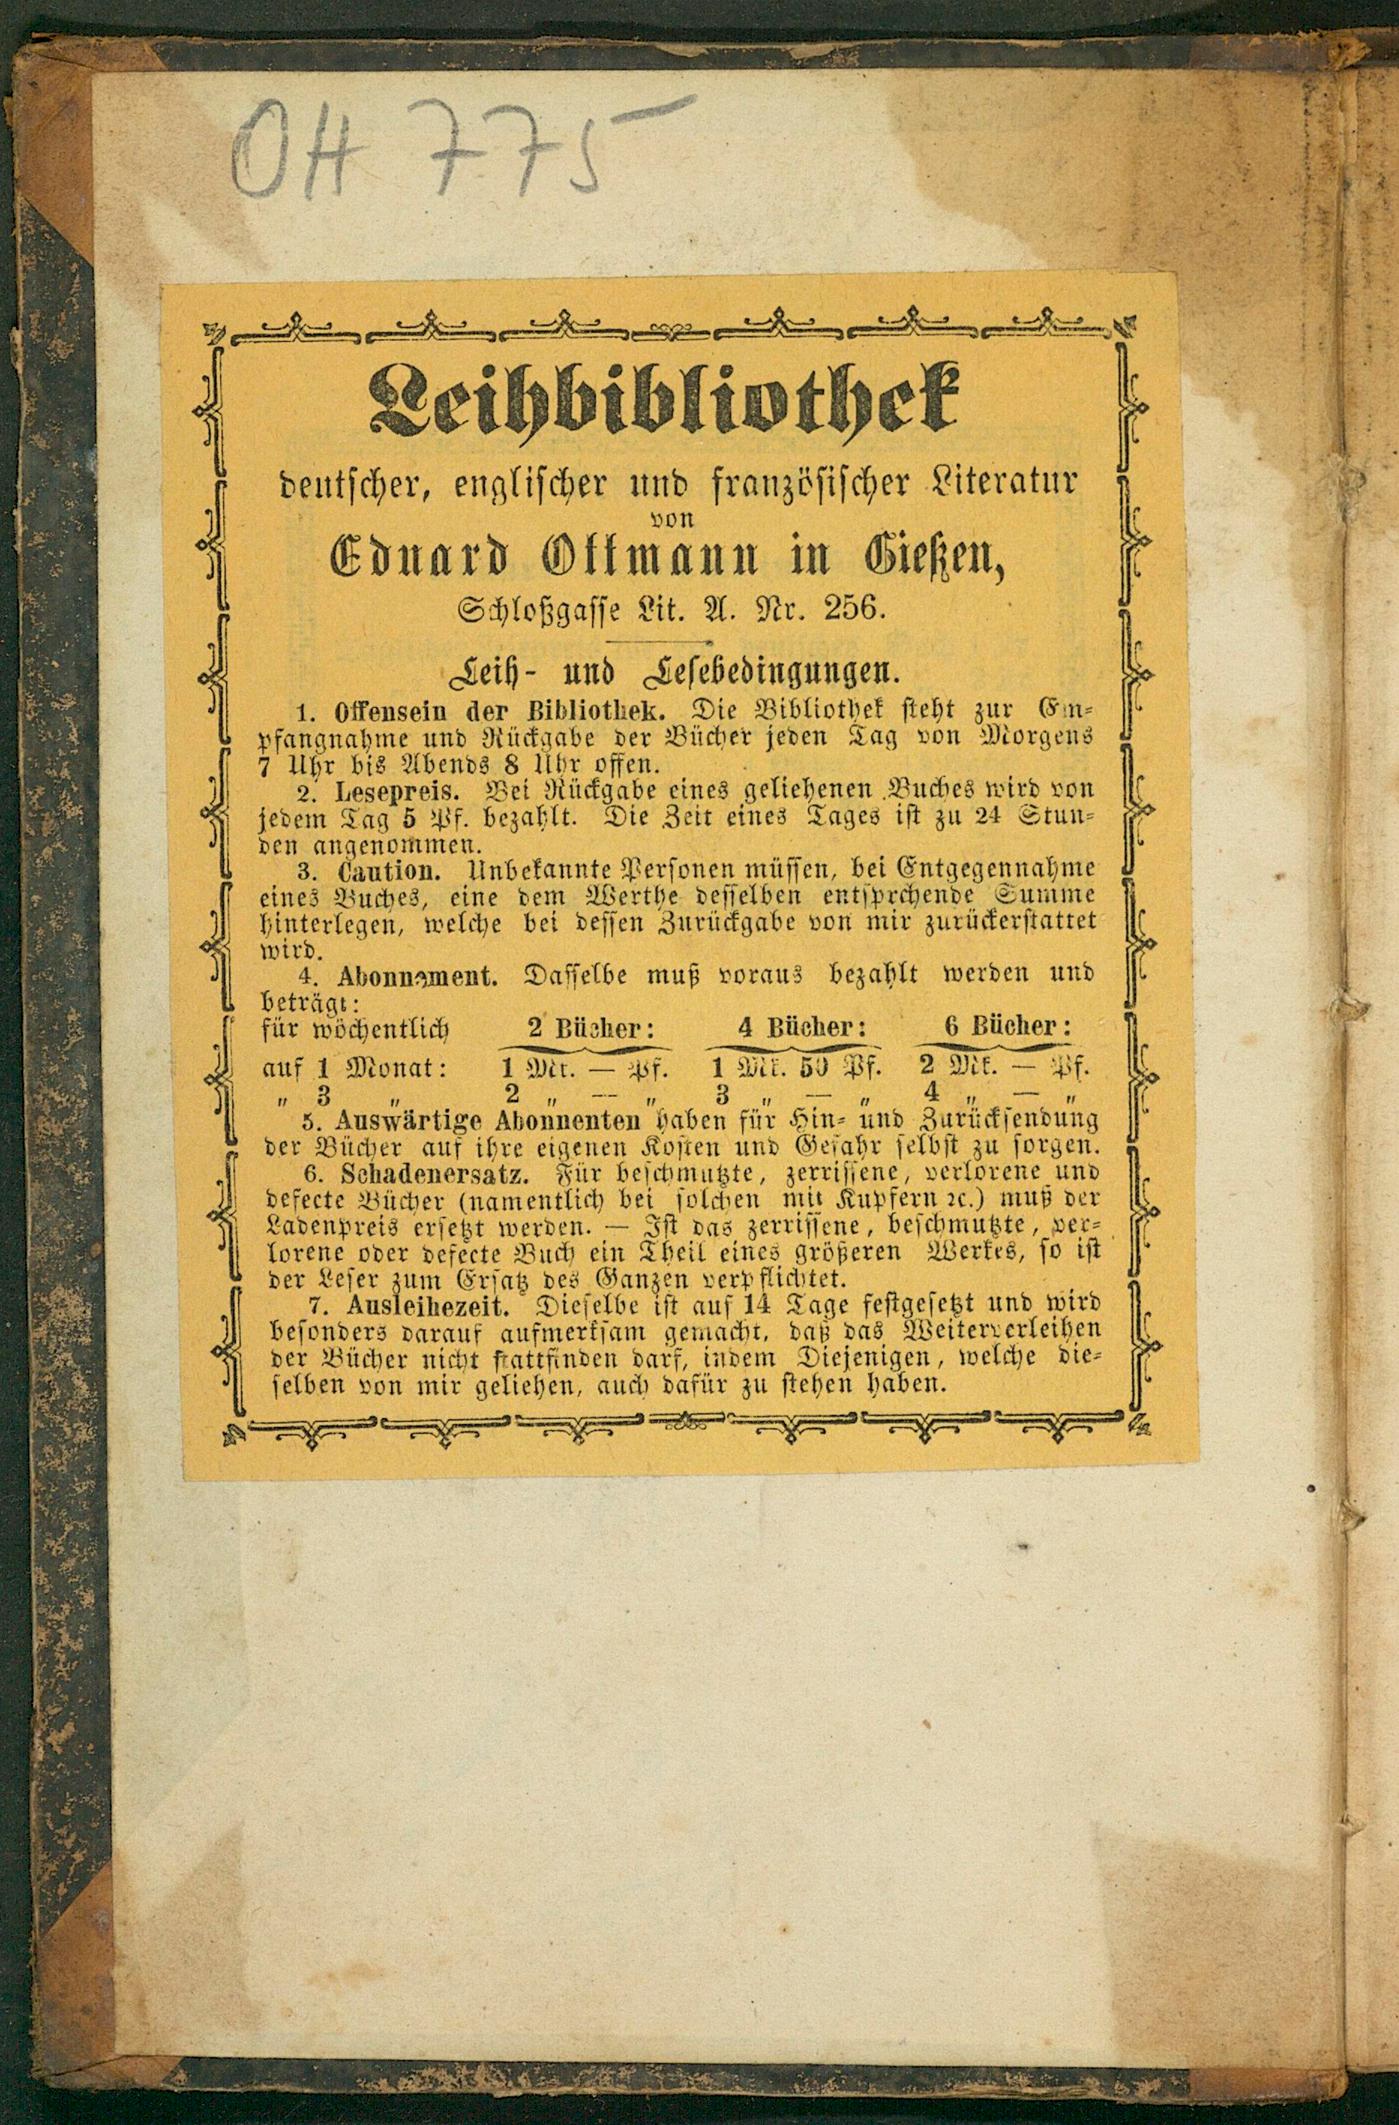 OH 775
Leihbibliothek
deutscher, englischer und französischer Literatur
von
Eduard Ottmann in Gießen,
Schloßgasse Lit. A. Nr. 256.
Leih- und Lesebedingungen.
1. Offensein der Bibliothek. Die Bibliothek steht zur Em-
pfangnahme und Rückgabe der Bücher jeden Tag von Morgens
7 Uhr bis Abends 8 Uhr offen.
2. Lesepreis. Bei Rückgabe eines geliehenen Buches wird von
jedem Tag 5 Pf. bezahlt. Die Zeit eines Tages ist zu 24 Stun-
den angenommen.
3. Caution. Unbekannte Personen müssen, bei Entgegennahme
eines Buches, eine dem Werthe desselben entsprchende Summe
hinterlegen, welche bei dessen Zurückgabe von mir zurückerstattet
wird.
4. Abonnement. Dasselbe muß voraus bezahlt werden und
beträgt:
für wöchentlich 2 Bücher: 4 Bücher: 6 Bücher:
auf 1 Monat: 1 Mk. — Pf. 1 Mk. 50 Pf. 2 Mk. — Pf.
„ 3 „ 2 „ — „ 3 „ — „ 4 „ — „
5. Auswärtige Abonnenten haben für Hin- und Zurücksendung
der Bücher auf ihre eigenen Kosten und Gefahr selbst zu sorgen.
6. Schadenersatz. Für beschmutzte, zerrissene, verlorene und
defecte Bücher (namentlich bei solchen mit Kupfern ꝛc.) muß der
Ladenpreis ersetzt werden. — Ist das zerrissene, beschmutzte, ver-
lorene oder defecte Buch ein Theil eines größeren Werkes, so ist
der Leser zum Ersatz des Ganzen verpflichtet.
7. Ausleihezeit. Dieselbe ist auf 14 Tage festgesetzt und wird
besonders darauf aufmerksam gemacht, daß das Weiterverleihen
der Bücher nicht stattfinden darf, indem Diejenigen, welche die-
selben von mir geliehen, auch dafür zu stehen haben.